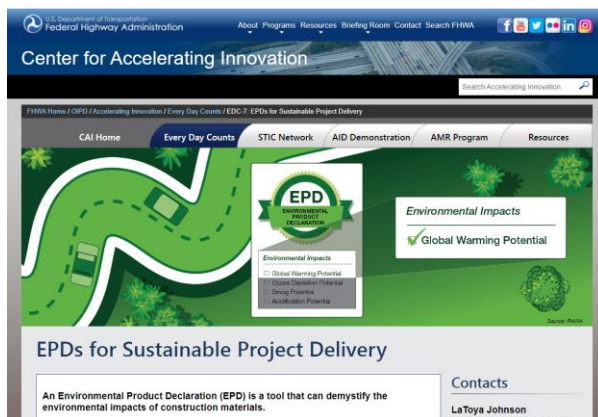 U.S. Department of Transportation
Federal Highway Administration
About Programs Resources Briefing Room Contact Search FHWA
Center for Accelerating Innovation
Search Accelerating Innovation
FHWA Home / OIPD / Accelerating Innovation / Every Day Counts / EDC-7: EPDs for Sustainable Project Delivery
CAI Home Every Day Counts STIC Network AID Demonstration AMR Program Resources
EPD
ENVIRONMENTAL
PRODUCT
DECLARATION
Environmental Impacts
Global Warming Potential
Ozone Depletion Potential
Smog Potential
Acidification Potential
Environmental Impacts
Global Warming Potential
Source: FHWA
EPDs for Sustainable Project Delivery
An Environmental Product Declaration (EPD) is a tool that can demystify the
environmental impacts of construction materials.
Contacts
LaToya Johnson